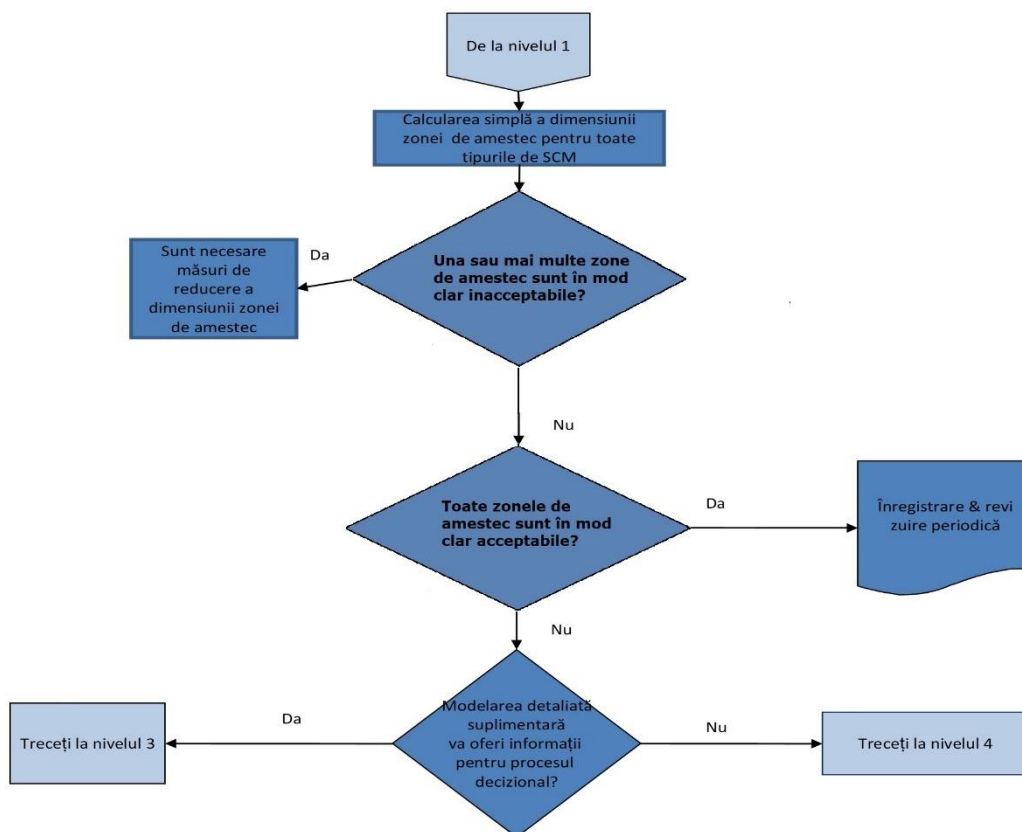 De la nivelul 1
Calcularea simplă a dimensiunii
zonei de amestec pentru toate
tipurile de SCM
Sunt necesare
măsuri de
reducere a
dimensiunii zonei
de amestec
Da
Una sau mai multe zone
de amestec sunt în mod
clar inacceptabile?
Nu
Toate zonele de
amestec sunt în mod
clar acceptabile?
Da
Înregistrare & revi
zuire periodică
Nu
Treceți la nivelul 3
Da
Modelarea detaliată
suplimentară
va oferi informații
pentru procesul
decizional?
Nu
Treceți la nivelul 4